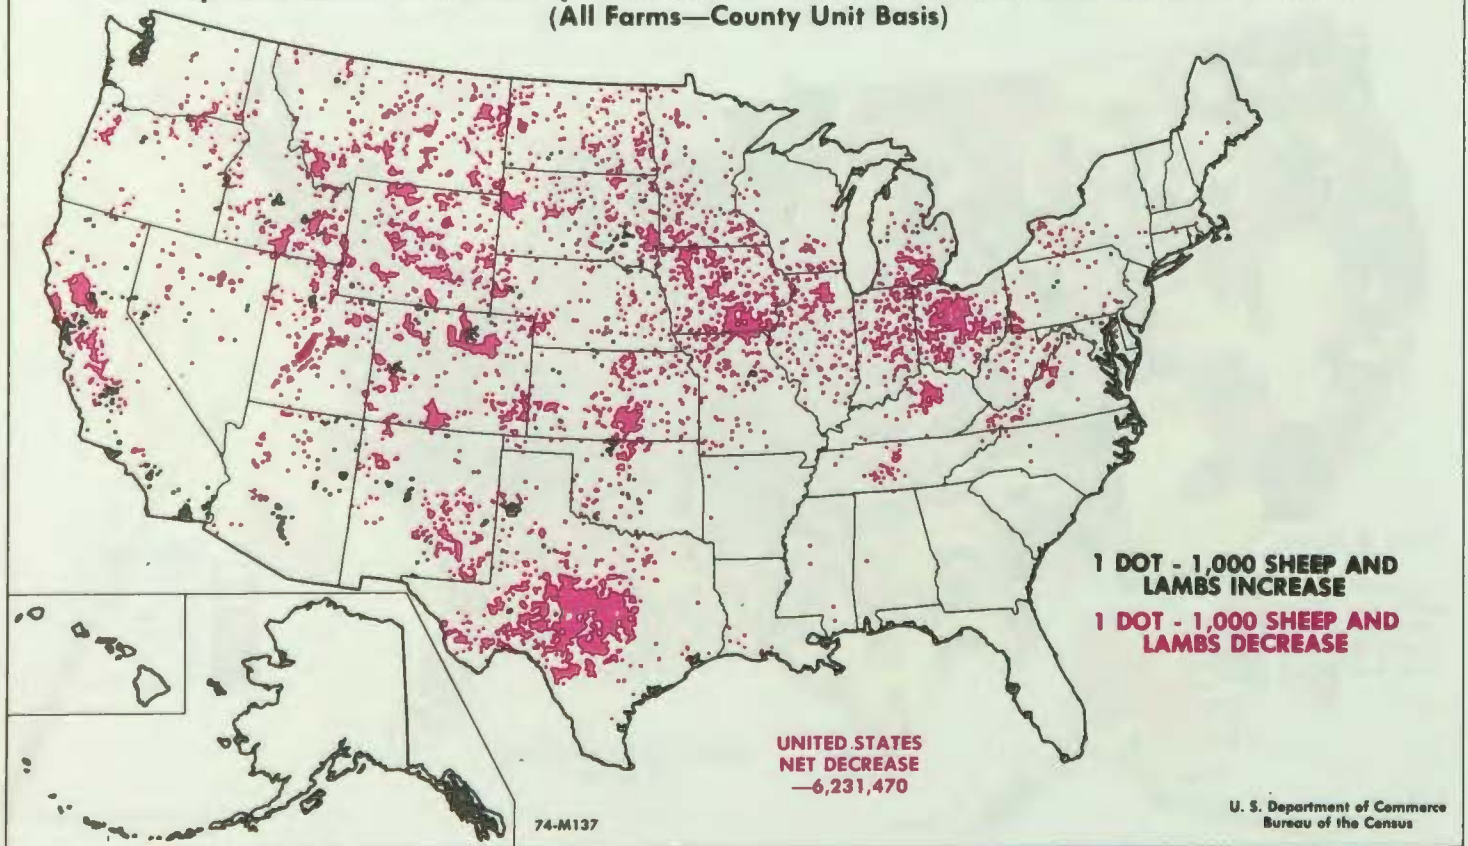 (All Farms—County Unit Basis)
1 DOT - 1,000 SHEEP AND
LAMBS INCREASE
1 DOT - 1,000 SHEEP AND
LAMBS DECREASE
UNITED STATES
NET DECREASE
—6,231,470
74-M137
U. S. Department of Commerce
Bureau of the Census